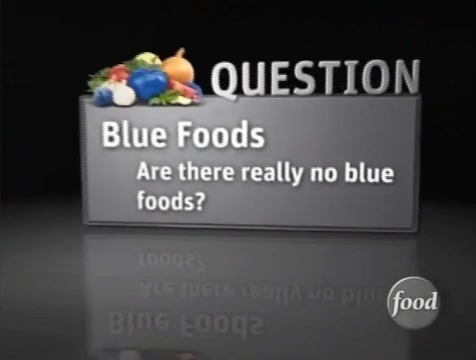 QUESTION
Blue Foods
Are there really no blue
foods?
food